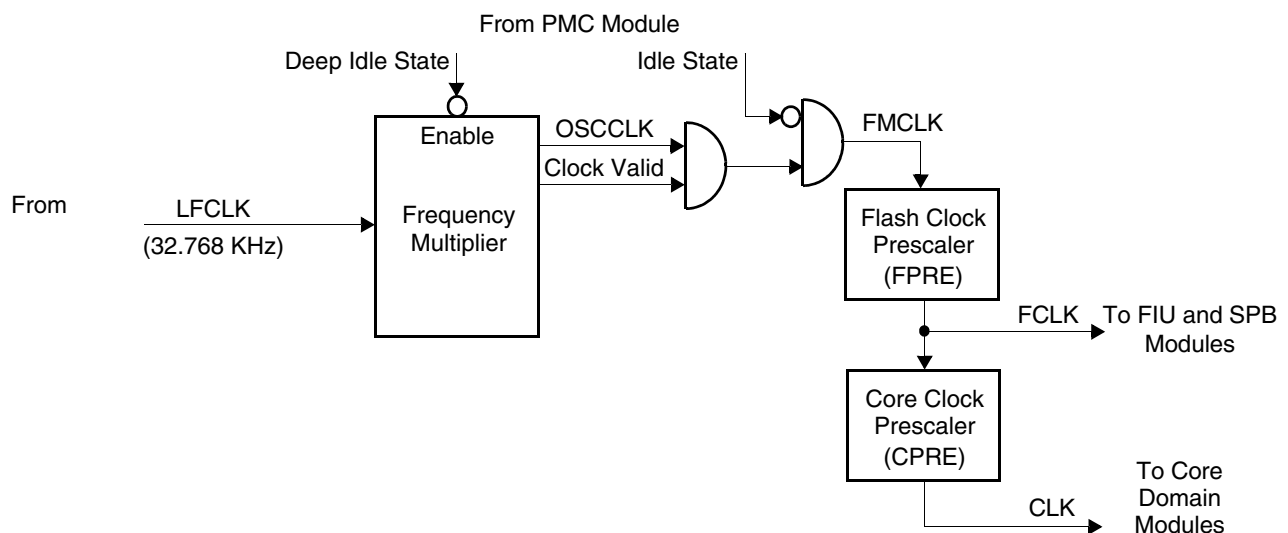 From PMC Module
Deep Idle State
Idle State
Enable
OSCCLK
Clock Valid
FMCLK
From
LFCLK
(32.768 KHz)
Frequency
Multiplier
Flash Clock
Prescaler
(FPRE)
FCLK
To FIU and SPB
Modules
Core Clock
Prescaler
(CPRE)
CLK
To Core
Domain
Modules